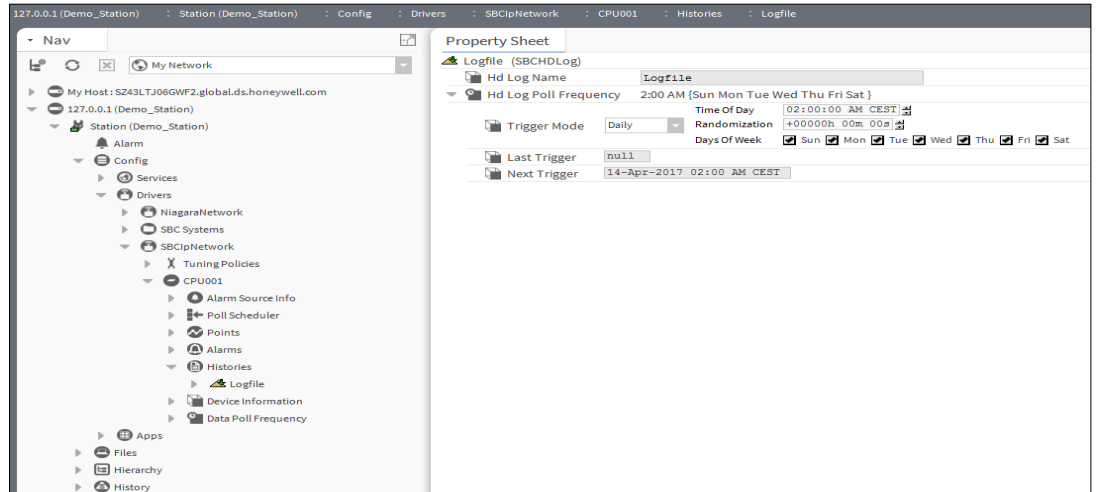 127.0.0.1 (Demo_Station) : Station (Demo_Station) : Config : Drivers : SBCIpNetwork : CPU001 : Histories : Logfile
Nav
My Network
My Host : SZ43LTJ06GWF2.global.ds.honeywell.com
127.0.0.1 (Demo_Station)
Station (Demo_Station)
Alarm
Config
Services
Drivers
NiagaraNetwork
SBC Systems
SBCIpNetwork
Tuning Policies
CPU001
Alarm Source Info
Poll Scheduler
Points
Alarms
Histories
Logfile
Device Information
Data Poll Frequency
Apps
Files
Hierarchy
History
Property Sheet
Logfile (SBCHDLog)
Hd Log Name Logfile
Hd Log Poll Frequency 2:00 AM {Sun Mon Tue Wed Thu Fri Sat }
Trigger Mode Daily
Time Of Day 02:00:00 AM CEST
Randomization +00000h 00m 00s
Days Of Week Sun Mon Tue Wed Thu Fri Sat
Last Trigger null
Next Trigger 14-Apr-2017 02:00 AM CEST